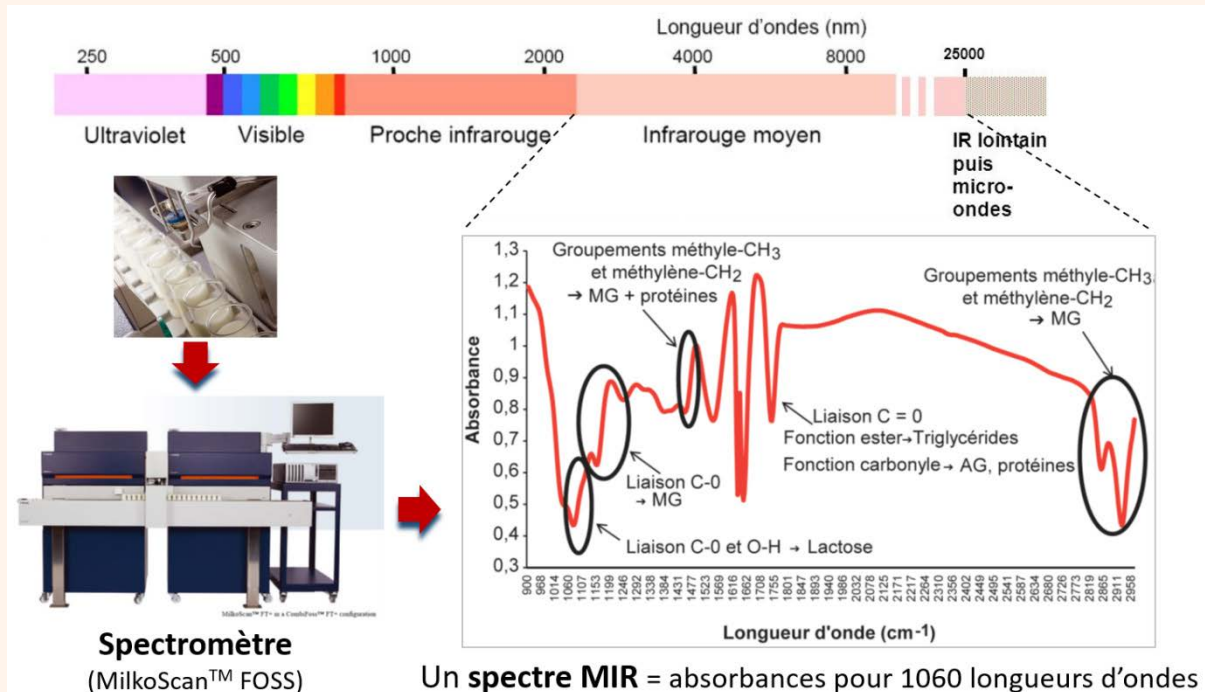 Longueur d'ondes (nm)
250 500 1000 2000 4000 8000 25000
Ultraviolet Visible Proche infrarouge Infrarouge moyen
IR lointain
puis
micro-
ondes
Groupements méthyle-CH3
et méthylène-CH2
→ MG + protéines
Groupements méthyle-CH3
et méthylène-CH2
→ MG
Absorbance
1,3
1,2
1,1
1
0,9
0,8
0,7
0,6
0,5
0,4
0,3
Liaison C = 0
Fonction ester→Triglycérides
Fonction carbonyle→ AG, protéines
Liaison C-0
→ MG
Liaison C-0 et O-H → Lactose
900 968 1014 1060 1107 1153 1199 1246 1292 1338 1384 1431 1477 1523 1569 1616 1662 1708 1755 1801 1847 1893 1940 1986 2032 2078 2125 2171 2217 2264 2310 2356 2402 2449 2495 2541 2587 2634 2680 2726 2773 2819 2865 2911 2958
Longueur d'onde (cm-1)
MilkoScan™ FT+ in a CombiFoss™ FT+ configuration
Spectromètre
(MilkoScanTM FOSS)
Un spectre MIR = absorbances pour 1060 longueurs d'ondes